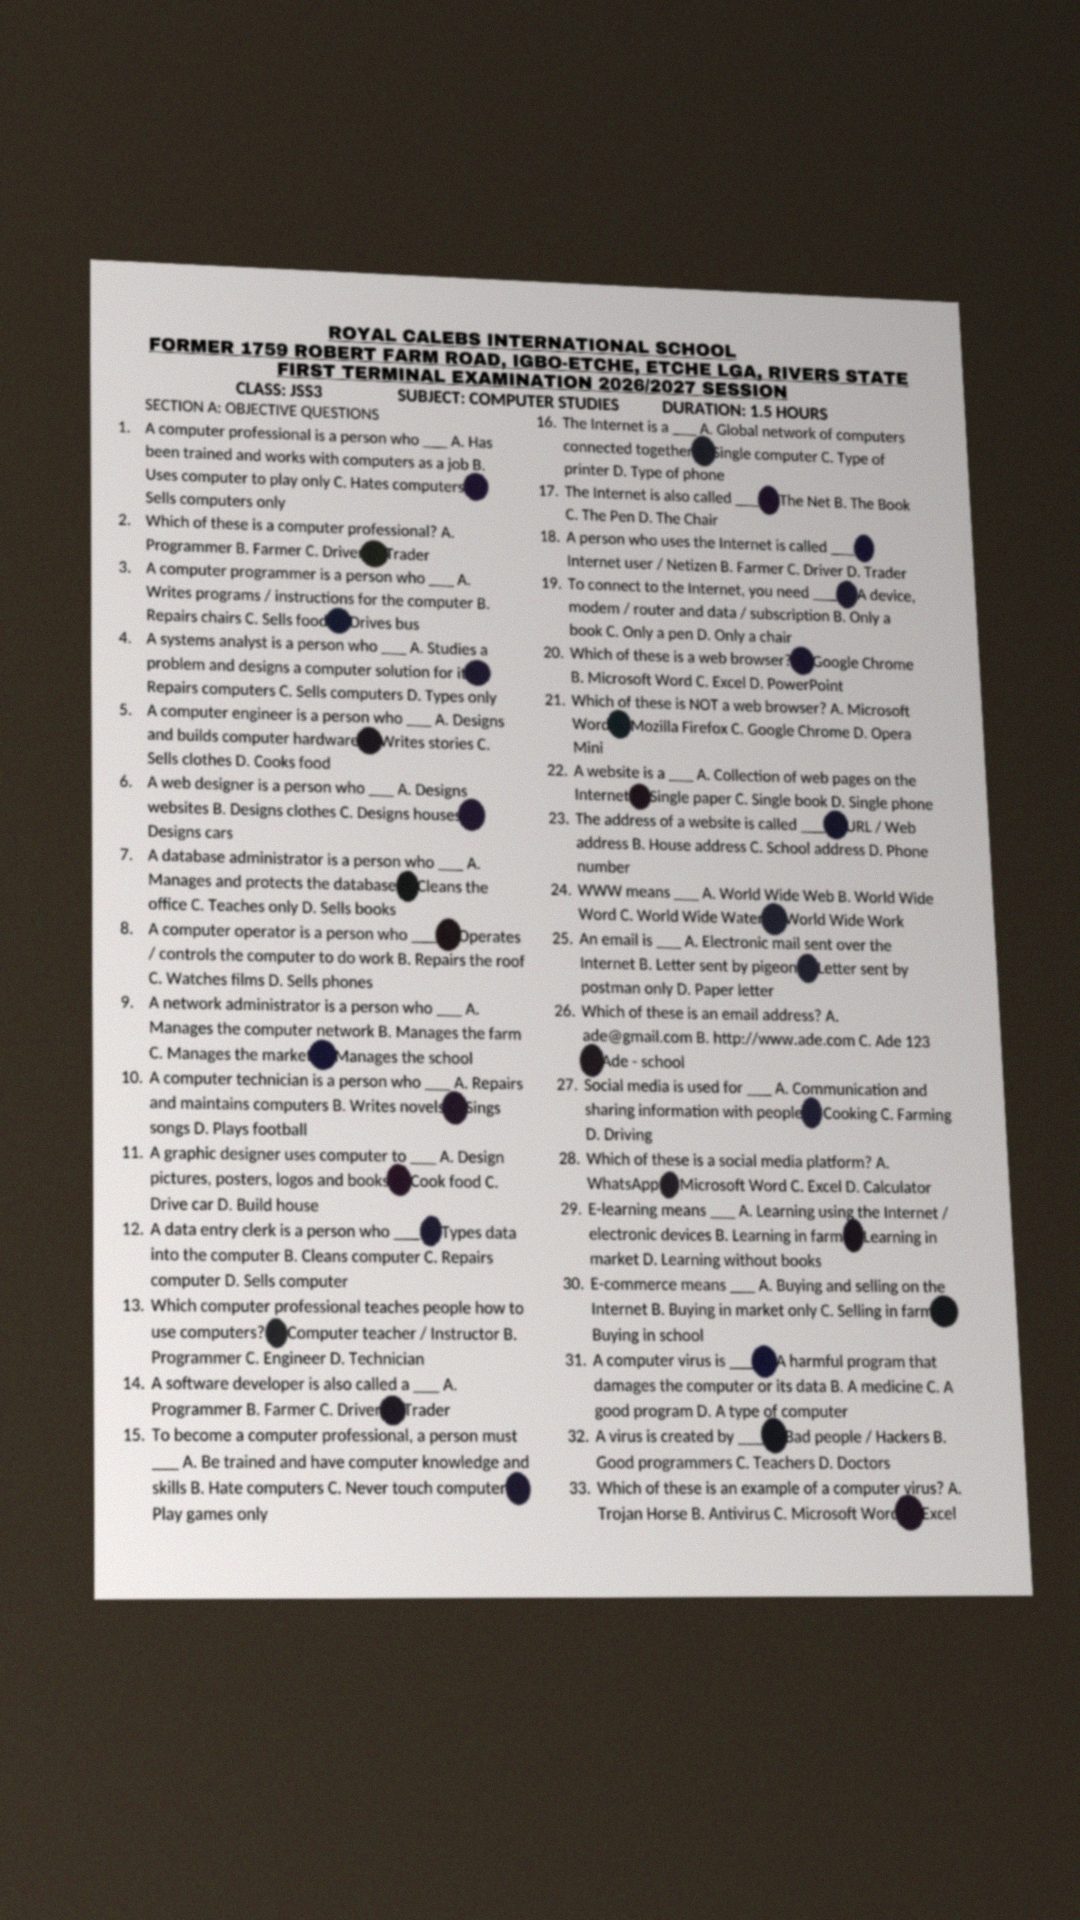 ROYAL CALEBS INTERNATIONAL SCHOOL
FORMER 1759 ROBERT FARM ROAD, IGBO-ETCHE, ETCHE LGA, RIVERS STATE
FIRST TERMINAL EXAMINATION 2026/2027 SESSION
CLASS: JSS3 SUBJECT: COMPUTER STUDIES DURATION: 1.5 HOURS
SECTION A: OBJECTIVE QUESTIONS
1. A computer professional is a person who ___ A. Has
been trained and works with computers as a job B.
Uses computer to play only C. Hates computers
Sells computers only
2. Which of these is a computer professional? A.
Programmer B. Farmer C. Trader
3. A computer programmer is a person who ___ A.
Writes programs / instructions for the computer B.
Repairs chairs C. Sells food Drives bus
4. A systems analyst is a person who ___ A. Studies a
problem and designs a computer solution for
Repairs computers C. Sells computers D. Types only
5. A computer engineer is a person who ___ A. Designs
and builds computer hardware Writes stories C.
Sells clothes D. Cooks food
6. A web designer is a person who ___ A. Designs
websites B. Designs clothes C. Designs houses
Designs cars
7. A database administrator is a person who ___ A.
Manages and protects the database Cleans the
office C. Teaches only D. Sells books
8. A computer operator is a person who ___ Operates
/ controls the computer to do work B. Repairs the roof
C. Watches films D. Sells phones
9. A network administrator is a person who ___ A.
Manages the computer network B. Manages the farm
C. Manages the market Manages the school
10. A computer technician is a person who ___ A. Repairs
and maintains computers B. Writes novels Sings
songs D. Plays football
11. A graphic designer uses computer to ___ A. Design
pictures, posters, logos and books Cook food C.
Drive car D. Build house
12. A data entry clerk is a person who ___ Types data
into the computer B. Cleans computer C. Repairs
computer D. Sells computer
13. Which computer professional teaches people how to
use computers? Computer teacher / Instructor B.
Programmer C. Engineer D. Technician
14. A software developer is also called a ___ A.
Programmer B. Farmer C. Driver Trader
15. To become a computer professional, a person must
___ A. Be trained and have computer knowledge and
skills B. Hate computers C. Never touch computer
Play games only
16. The Internet is a ___ A. Global network of computers
connected together Single computer C. Type of
printer D. Type of phone
17. The Internet is also called ___ The Net B. The Book
C. The Pen D. The Chair
18. A person who uses the Internet is called ___
Internet user / Netizen B. Farmer C. Driver D. Trader
19. To connect to the Internet, you need ___ A device,
modem / router and data / subscription B. Only a
book C. Only a pen D. Only a chair
20. Which of these is a web browser? Google Chrome
B. Microsoft Word C. Excel D. PowerPoint
21. Which of these is NOT a web browser? A. Microsoft
Word Mozilla Firefox C. Google Chrome D. Opera
Mini
22. A website is a ___ A. Collection of web pages on the
Internet Single paper C. Single book D. Single phone
23. The address of a website is called ___ URL / Web
address B. House address C. School address D. Phone
number
24. WWW means ___ A. World Wide Web B. World Wide
Word C. World Wide Water World Wide Work
25. An email is ___ A. Electronic mail sent over the
Internet B. Letter sent by pigeon Letter sent by
postman only D. Paper letter
26. Which of these is an email address? A.
ade@gmail.com B. http://www.ade.com C. Ade 123
Ade - school
27. Social media is used for ___ A. Communication and
sharing information with people Cooking C. Farming
D. Driving
28. Which of these is a social media platform? A.
WhatsApp Microsoft Word C. Excel D. Calculator
29. E-learning means ___ A. Learning using the Internet /
electronic devices B. Learning in farm Learning in
market D. Learning without books
30. E-commerce means ___ A. Buying and selling on the
Internet B. Buying in market only C. Selling in farm
Buying in school
31. A computer virus is ___ A harmful program that
damages the computer or its data B. A medicine C. A
good program D. A type of computer
32. A virus is created by ___ Bad people / Hackers B.
Good programmers C. Teachers D. Doctors
33. Which of these is an example of a computer virus? A.
Trojan Horse B. Antivirus C. Microsoft Word Excel